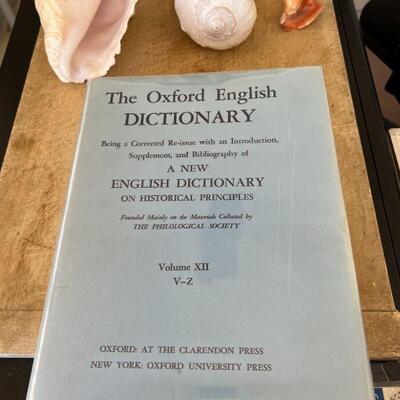 The Oxford English
DICTIONARY
Being a Corrected Re-issue with an Introduction,
Supplement, and Bibliography of
A NEW
ENGLISH DICTIONARY
ON HISTORICAL PRINCIPLES
Founded Mainly on the Materials Collected by
THE PHILOLOGICAL SOCIETY
Volume XII
V–Z
OXFORD: AT THE CLARENDON PRESS
NEW YORK: OXFORD UNIVERSITY PRESS